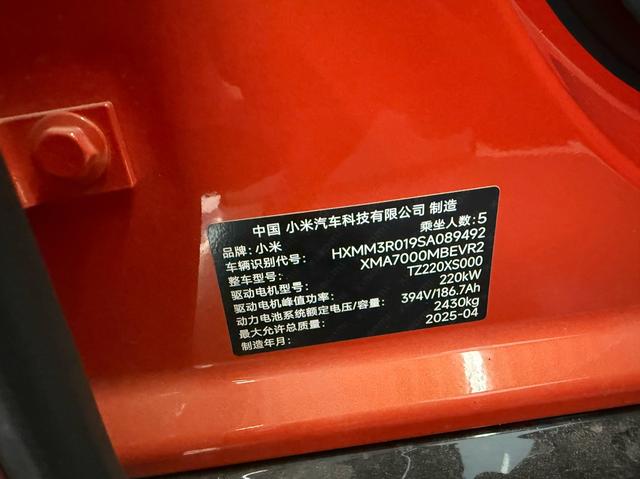 中国 小米汽车科技有限公司 制造
品牌：小米 乘坐人数：5
车辆识别代号： HXMM3R019SA089492
整车型号： XMA7000MBEVR2
驱动电机型号： TZ220XS000
驱动电机峰值功率： 220kW
动力电池系统额定电压/容量： 394V/186.7Ah
最大允许总质量： 2430kg
制造年月： 2025-04